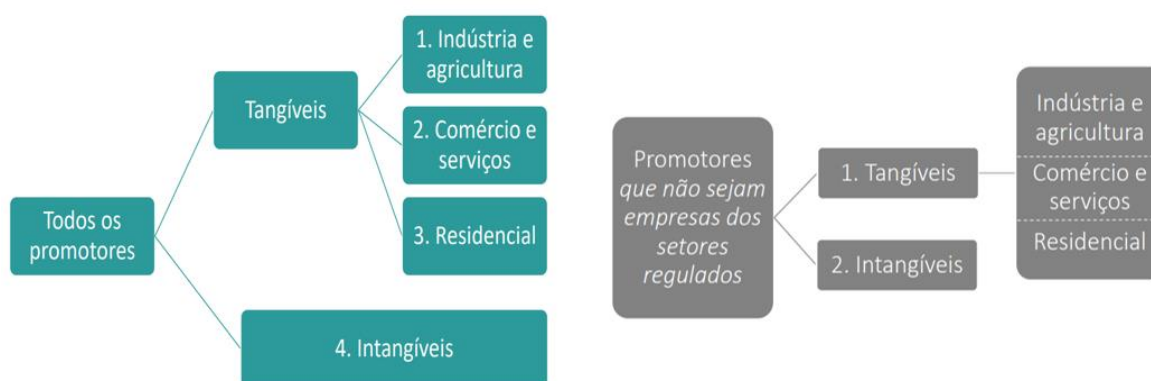 Todos os
promotores
Tangíveis
1. Indústria e
agricultura
2. Comércio e
serviços
3. Residencial
4. Intangíveis
Promotores
que não sejam
empresas dos
setores
regulados
1. Tangíveis
2. Intangíveis
Indústria e
agricultura
Comércio e
serviços
Residencial